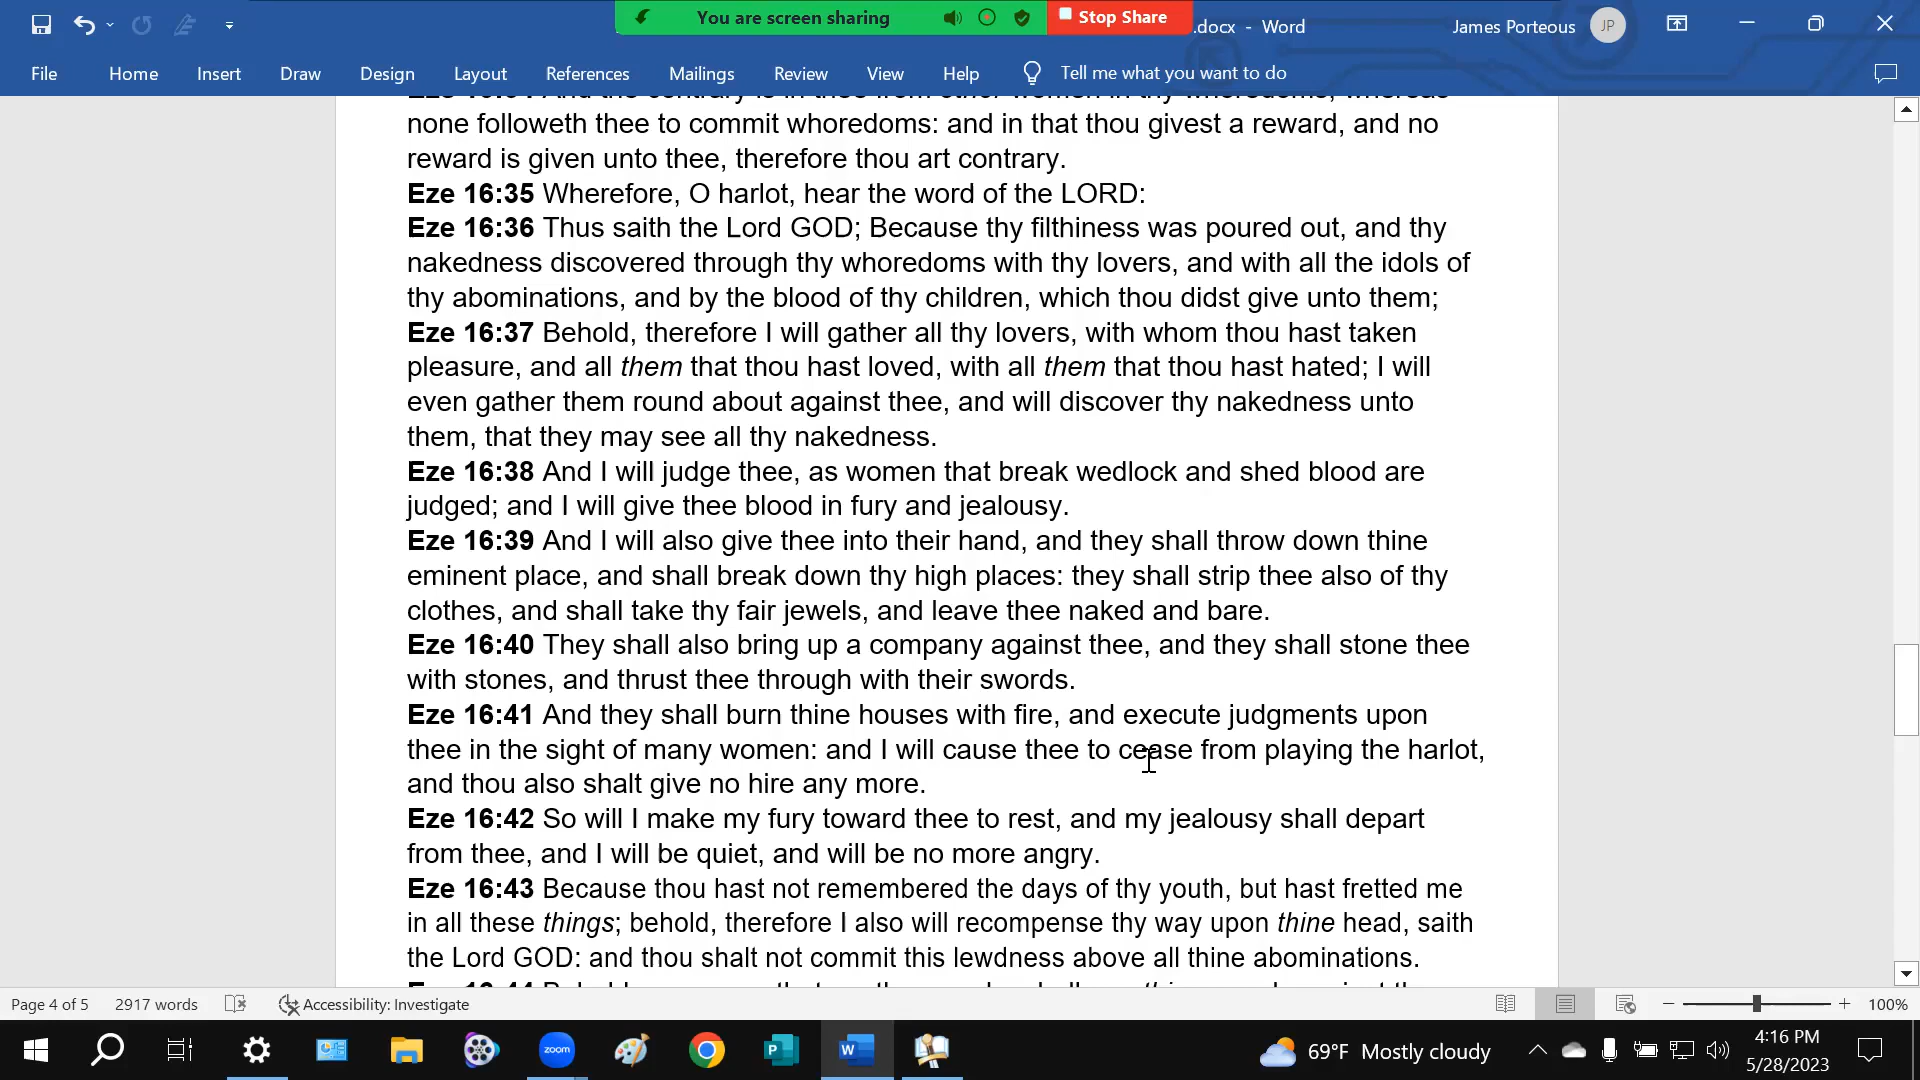 You are screen sharing
Stop Share
.docx - Word
James Porteous
JP
File
Home
Insert
Draw
Design
Layout
References
Mailings
Review
View
Help
Tell me what you want to do
none followeth thee to commit whoredoms: and in that thou givest a reward, and no
reward is given unto thee, therefore thou art contrary.
Eze 16:35 Wherefore, O harlot, hear the word of the LORD:
Eze 16:36 Thus saith the Lord GOD; Because thy filthiness was poured out, and thy
nakedness discovered through thy whoredoms with thy lovers, and with all the idols of
thy abominations, and by the blood of thy children, which thou didst give unto them;
Eze 16:37 Behold, therefore I will gather all thy lovers, with whom thou hast taken
pleasure, and all them that thou hast loved, with all them that thou hast hated; I will
even gather them round about against thee, and will discover thy nakedness unto
them, that they may see all thy nakedness.
Eze 16:38 And I will judge thee, as women that break wedlock and shed blood are
judged; and I will give thee blood in fury and jealousy.
Eze 16:39 And I will also give thee into their hand, and they shall throw down thine
eminent place, and shall break down thy high places: they shall strip thee also of thy
clothes, and shall take thy fair jewels, and leave thee naked and bare.
Eze 16:40 They shall also bring up a company against thee, and they shall stone thee
with stones, and thrust thee through with their swords.
Eze 16:41 And they shall burn thine houses with fire, and execute judgments upon
thee in the sight of many women: and I will cause thee to cease from playing the harlot,
and thou also shalt give no hire any more.
Eze 16:42 So will I make my fury toward thee to rest, and my jealousy shall depart
from thee, and I will be quiet, and will be no more angry.
Eze 16:43 Because thou hast not remembered the days of thy youth, but hast fretted me
in all these things; behold, therefore I also will recompense thy way upon thine head, saith
the Lord GOD: and thou shalt not commit this lewdness above all thine abominations.
Page 4 of 5
2917 words
Accessibility: Investigate
100%
zoom
69°F Mostly cloudy
4:16 PM
5/28/2023